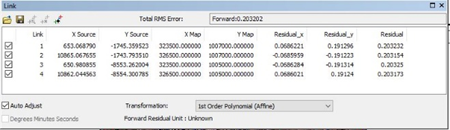 Link
Total RMS Error: Forward:0.203202
Link X Source Y Source X Map Y Map Residual_x Residual_y Residual
1 653.068790 -1745.359523 323500.000000 1007000.000000 0.0686221 0.191296 0.203232
2 10865.067655 -1743.793510 326500.000000 1007000.000000 -0.0685959 -0.191223 0.203154
3 650.980855 -8553.262004 323500.000000 1005000.000000 -0.0686284 -0.191314 0.20325
4 10862.044563 -8554.300785 326500.000000 1005000.000000 0.0686021 0.19124 0.203173
Auto Adjust Transformation: 1st Order Polynomial (Affine)
Degrees Minutes Seconds Forward Residual Unit : Unknown